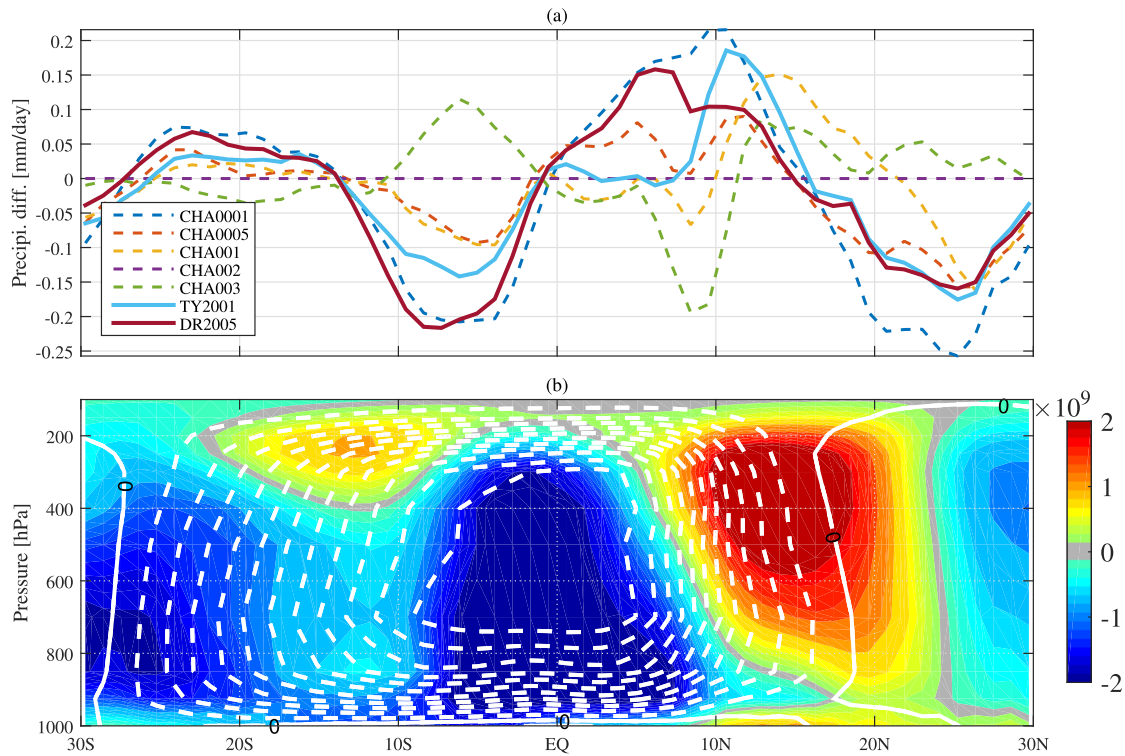 (a)
Precipi. diff. [mm/day]
0.2
0.15
0.1
0.05
0
-0.05
-0.1
-0.15
-0.2
-0.25
CHA0001
CHA0005
CHA001
CHA002
CHA003
TY2001
DR2005
(b)
Pressure [hPa]
200
400
600
800
1000
0
0
0
0
0
30S
20S
10S
EQ
10N
20N
30N
×10⁹
2
1
0
-1
-2